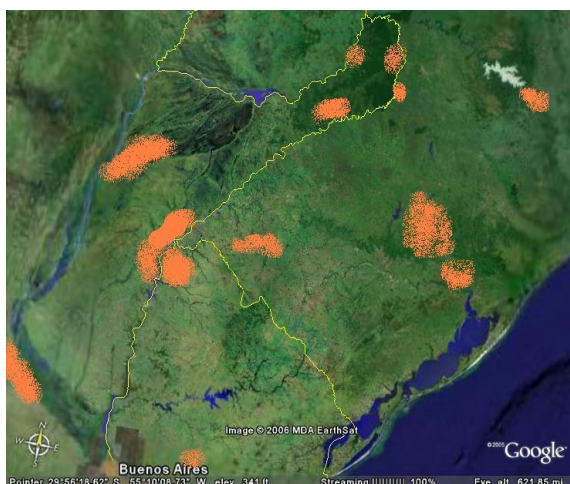 N
W E
S
Image © 2006 MDA EarthSat
© 2005 Google
Buenos Aires
Pointer 29°56'18.62" S 55°10'08.73" W elev 341 ft Streaming |||||||||| 100% Eye alt 621.85 mi